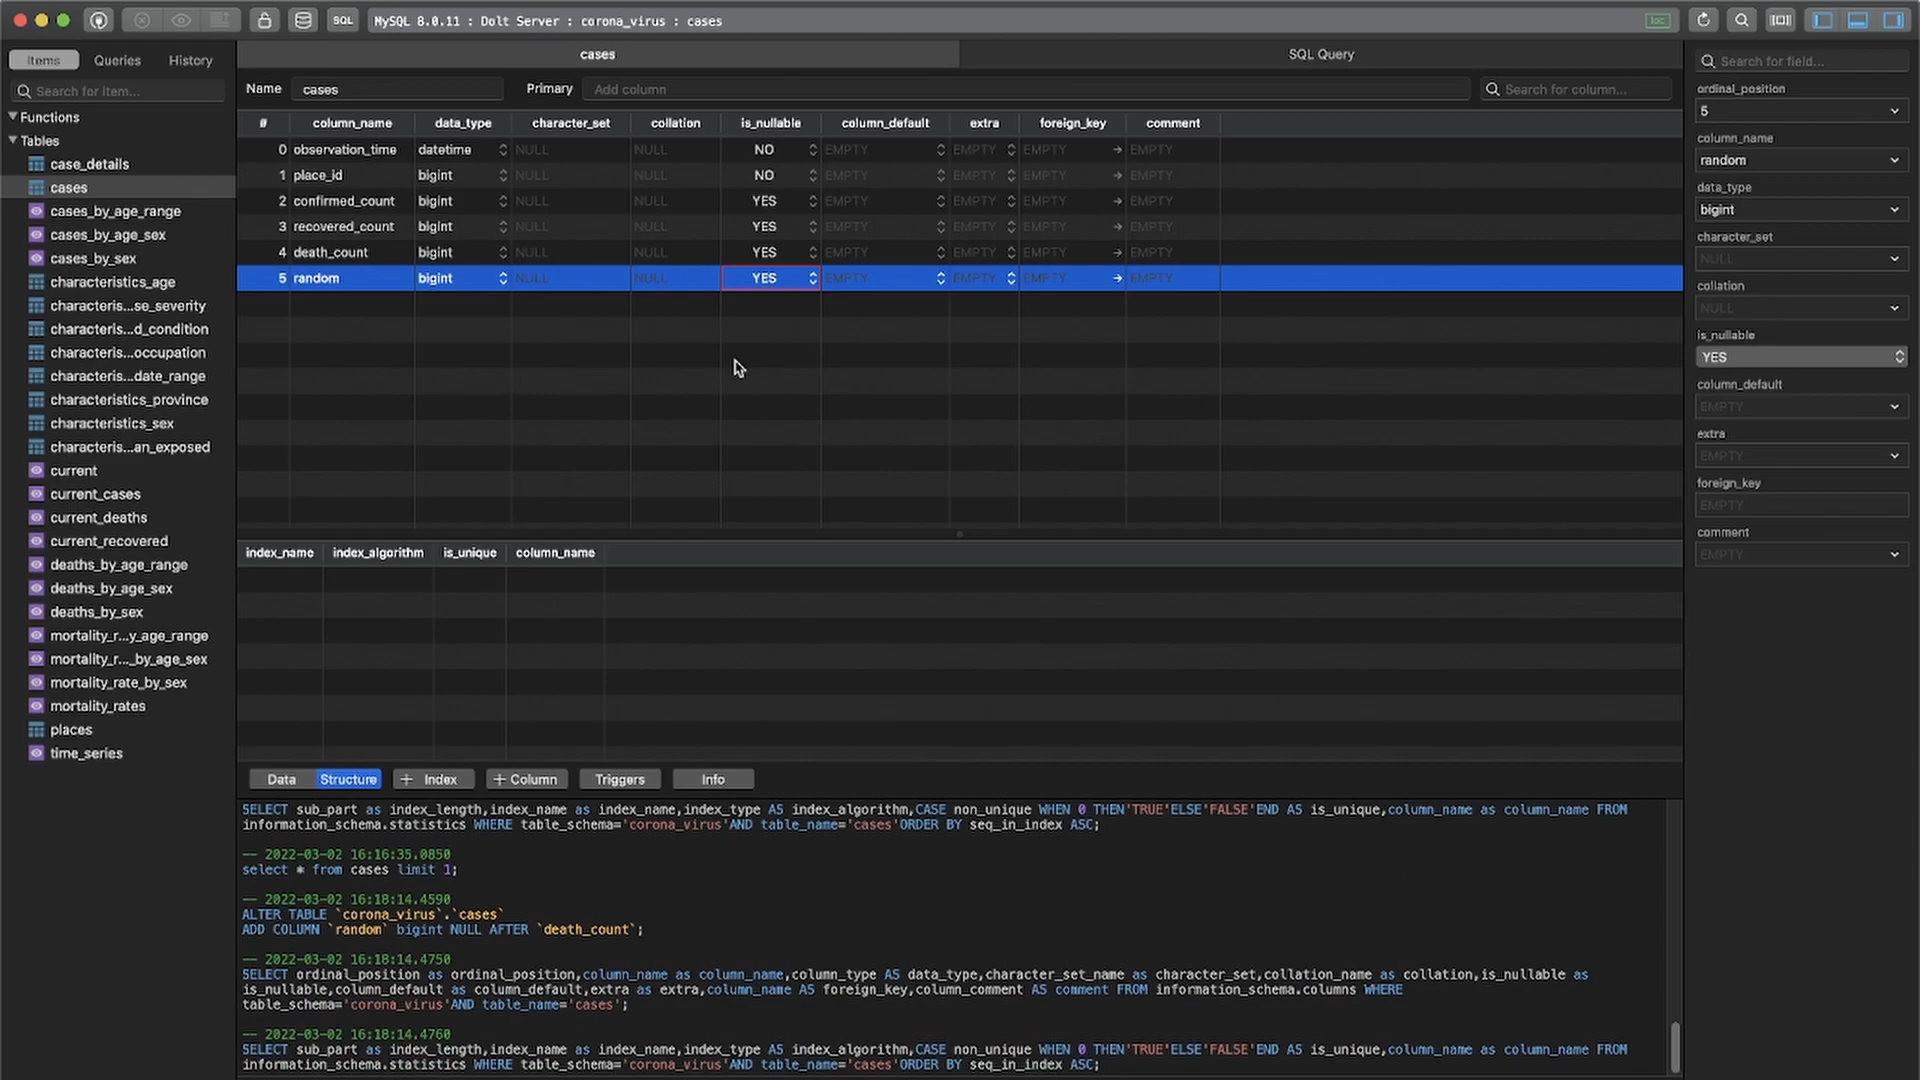 SQL
MySQL 8.0.11 : Dolt Server : corona_virus : cases
loc
Items Queries History
Search for item...
Functions
Tables
case_details
cases
cases_by_age_range
cases_by_age_sex
cases_by_sex
characteristics_age
characteris...se_severity
characteris...d_condition
characteris...occupation
characteris...date_range
characteristics_province
characteristics_sex
characteris...an_exposed
current
current_cases
current_deaths
current_recovered
deaths_by_age_range
deaths_by_age_sex
deaths_by_sex
mortality_r...y_age_range
mortality_r..._by_age_sex
mortality_rate_by_sex
mortality_rates
places
time_series
cases SQL Query
Name cases Primary Add column Search for column...
# column_name data_type character_set collation is_nullable column_default extra foreign_key comment
0 observation_time datetime NULL NULL NO EMPTY EMPTY EMPTY EMPTY
1 place_id bigint NULL NULL NO EMPTY EMPTY EMPTY EMPTY
2 confirmed_count bigint NULL NULL YES EMPTY EMPTY EMPTY EMPTY
3 recovered_count bigint NULL NULL YES EMPTY EMPTY EMPTY EMPTY
4 death_count bigint NULL NULL YES EMPTY EMPTY EMPTY EMPTY
5 random bigint NULL NULL YES EMPTY EMPTY EMPTY EMPTY
index_name index_algorithm is_unique column_name
Data Structure + Index + Column Triggers Info
SELECT sub_part as index_length,index_name as index_name,index_type AS index_algorithm,CASE non_unique WHEN 0 THEN'TRUE'ELSE'FALSE'END AS is_unique,column_name as column_name FROM
information_schema.statistics WHERE table_schema='corona_virus'AND table_name='cases'ORDER BY seq_in_index ASC;
-- 2022-03-02 16:16:35.0850
select * from cases limit 1;
-- 2022-03-02 16:18:14.4590
ALTER TABLE `corona_virus`.`cases`
ADD COLUMN `random` bigint NULL AFTER `death_count`;
-- 2022-03-02 16:18:14.4750
SELECT ordinal_position as ordinal_position,column_name as column_name,column_type AS data_type,character_set_name as character_set,collation_name as collation,is_nullable as
is_nullable,column_default as column_default,extra as extra,column_name AS foreign_key,column_comment AS comment FROM information_schema.columns WHERE
table_schema='corona_virus'AND table_name='cases';
-- 2022-03-02 16:18:14.4760
SELECT sub_part as index_length,index_name as index_name,index_type AS index_algorithm,CASE non_unique WHEN 0 THEN'TRUE'ELSE'FALSE'END AS is_unique,column_name as column_name FROM
information_schema.statistics WHERE table_schema='corona_virus'AND table_name='cases'ORDER BY seq_in_index ASC;
Search for field...
ordinal_position
5
column_name
random
data_type
bigint
character_set
NULL
collation
NULL
is_nullable
YES
column_default
EMPTY
extra
EMPTY
foreign_key
EMPTY
comment
EMPTY